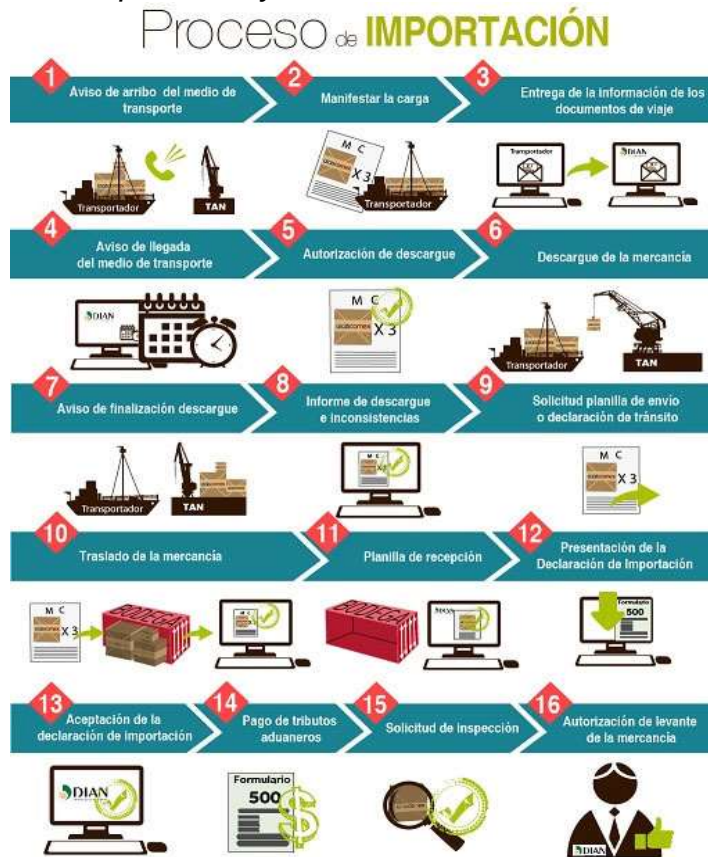 Proceso de IMPORTACIÓN
1
Aviso de arribo del medio de
transporte
2
Manifestar la carga
3
Entrega de la información de los
documentos de viaje
M C
X 3
Transportador
TAN
Transportador
Transportador
DIAN
4
Aviso de llegada
del medio de transporte
5
Autorización de descargue
6
Descargue de la mercancía
DIAN
M C
X 3
Transportador
TAN
7
Aviso de finalización descargue
8
Informe de descargue
e inconsistencias
9
Solicitud planilla de envío
o declaración de tránsito
Transportador
TAN
M C
X 3
10
Traslado de la mercancía
11
Planilla de recepción
12
Presentación de la
Declaración de Importación
M C
X 3
BODEGA
BODEGA
DIAN
Formulario
500
13
Aceptación de la
declaración de importación
14
Pago de tributos
aduaneros
15
Solicitud de inspección
16
Autorización de levante
de la mercancía
DIAN
Formulario
500
$
DIAN